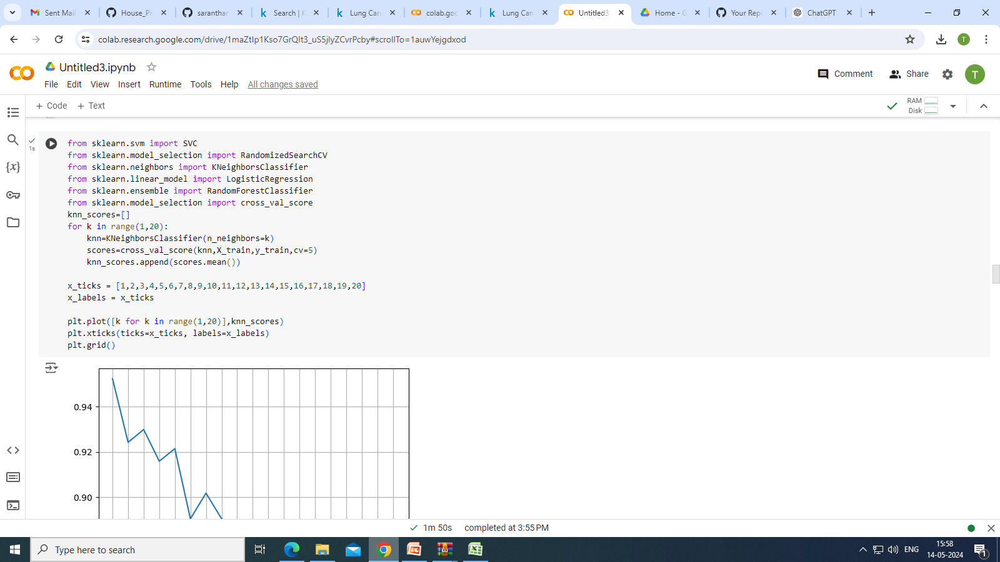 Sent Mail
House_Pr
saranthan
Search | K
Lung Can
colab.goo
Lung Can
Untitled3
Home - G
Your Repo
ChatGPT
colab.research.google.com/drive/1maZtIp1Kso7GrQIt3_uS5jlyZCvrPcby#scrollTo=1auwYejgdxod
T
Untitled3.ipynb
Comment
Share
T
File Edit View Insert Runtime Tools Help All changes saved
+ Code + Text
RAM
Disk
1s
from sklearn.svm import SVC
from sklearn.model_selection import RandomizedSearchCV
from sklearn.neighbors import KNeighborsClassifier
from sklearn.linear_model import LogisticRegression
from sklearn.ensemble import RandomForestClassifier
from sklearn.model_selection import cross_val_score
knn_scores=[]
for k in range(1,20):
    knn=KNeighborsClassifier(n_neighbors=k)
    scores=cross_val_score(knn,X_train,y_train,cv=5)
    knn_scores.append(scores.mean())
x_ticks = [1,2,3,4,5,6,7,8,9,10,11,12,13,14,15,16,17,18,19,20]
x_labels = x_ticks
plt.plot([k for k in range(1,20)],knn_scores)
plt.xticks(ticks=x_ticks, labels=x_labels)
plt.grid()
0.94
0.92
0.90
1m 50s completed at 3:55 PM
Type here to search
ENG
15:58
14-05-2024
1